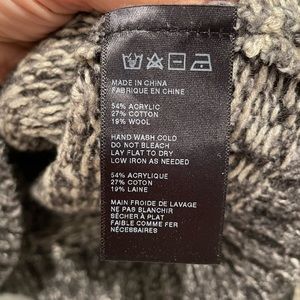 MADE IN CHINA
FABRIQUE EN CHINE
54% ACRYLIC
27% COTTON
19% WOOL
HAND WASH COLD
DO NOT BLEACH
LAY FLAT TO DRY
LOW IRON AS NEEDED
54% ACRYLIQUE
27% COTON
19% LAINE
MAIN FROIDE DE LAVAGE
NE PAS BLANCHIR
SÉCHER À PLAT
FAIBLE COMME FER
NÉCESSAIRES